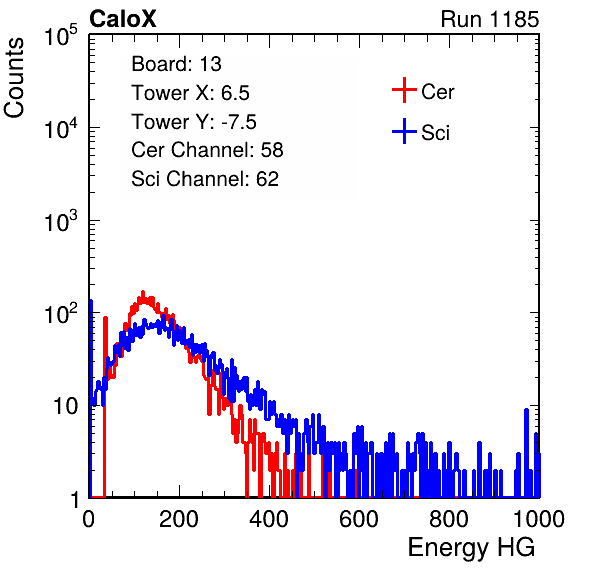 CaloX Run 1185
Counts
Board: 13
Tower X: 6.5
Tower Y: -7.5
Cer Channel: 58
Sci Channel: 62
Cer
Sci
10^5
10^4
10^3
10^2
10
1
0 200 400 600 800 1000
Energy HG